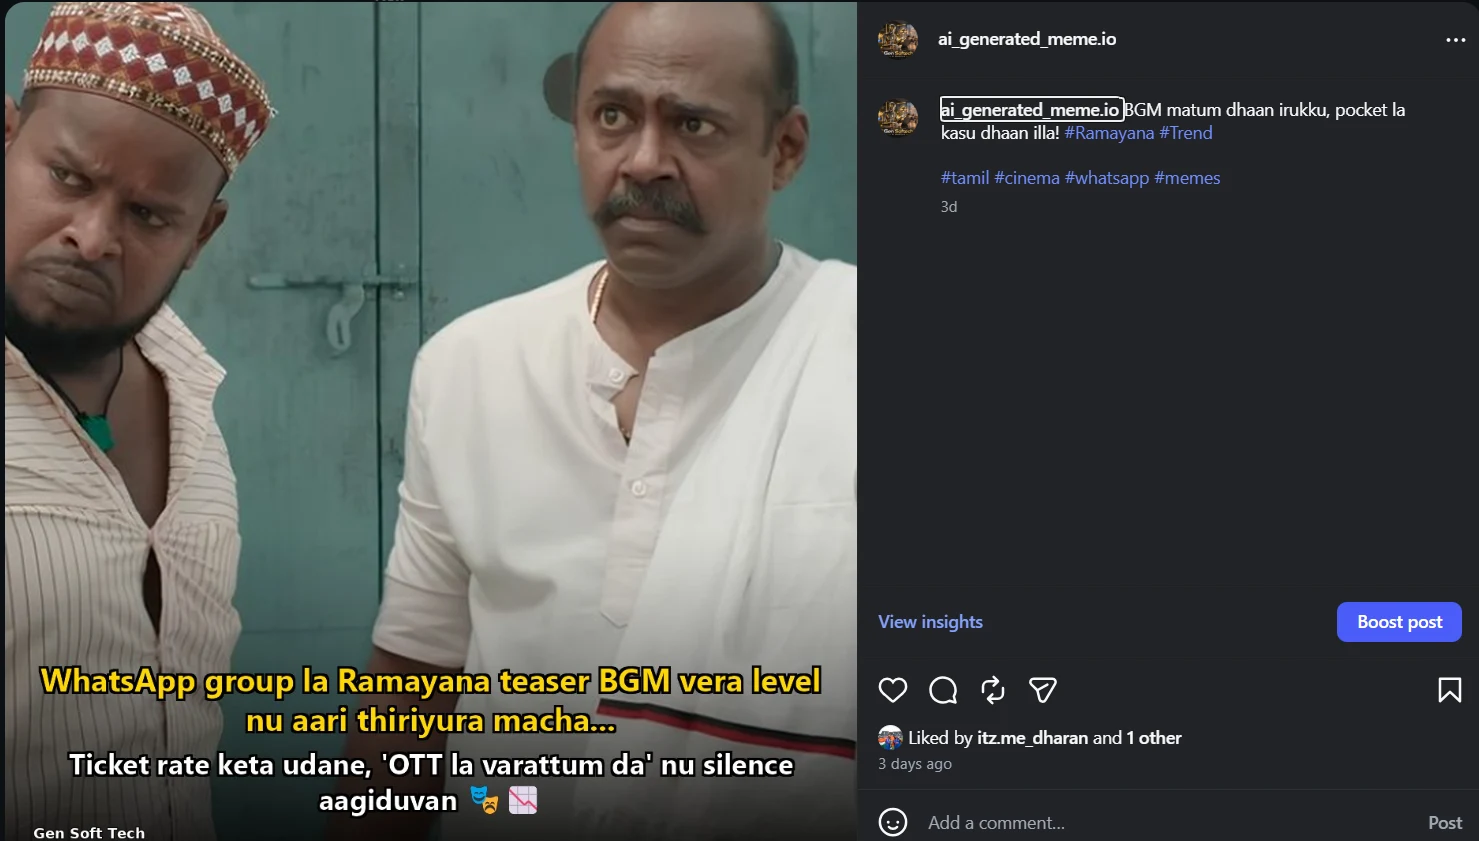 ai_generated_meme.io
ai_generated_meme.io BGM matum dhaan irukku, pocket la
kasu dhaan illa! #Ramayana #Trend
#tamil #cinema #whatsapp #memes
3d
WhatsApp group la Ramayana teaser BGM vera level
nu aari thiriyura macha...
Ticket rate keta udane, 'OTT la varattum da' nu silence
aagiduvan 🎭 📉
Gen Soft Tech
View insights
Boost post
Liked by itz.me_dharan and 1 other
3 days ago
Add a comment...
Post